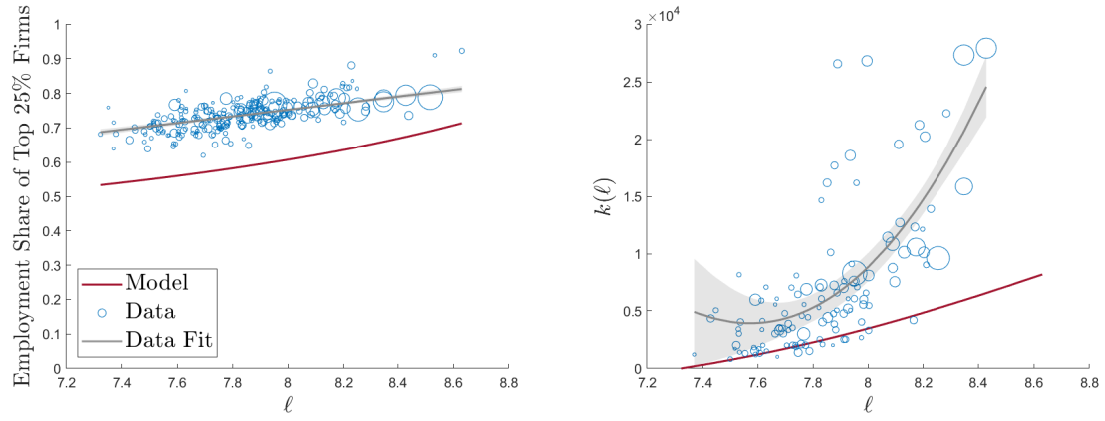 Employment Share of Top 25% Firms
1
0.9
0.8
0.7
0.6
0.5
0.4
0.3
0.2
0.1
0
7.2 7.4 7.6 7.8 8 8.2 8.4 8.6 8.8
ℓ
Model
Data
Data Fit
k(ℓ)
×10⁴
3
2.5
2
1.5
1
0.5
0
7.2 7.4 7.6 7.8 8 8.2 8.4 8.6 8.8
ℓ